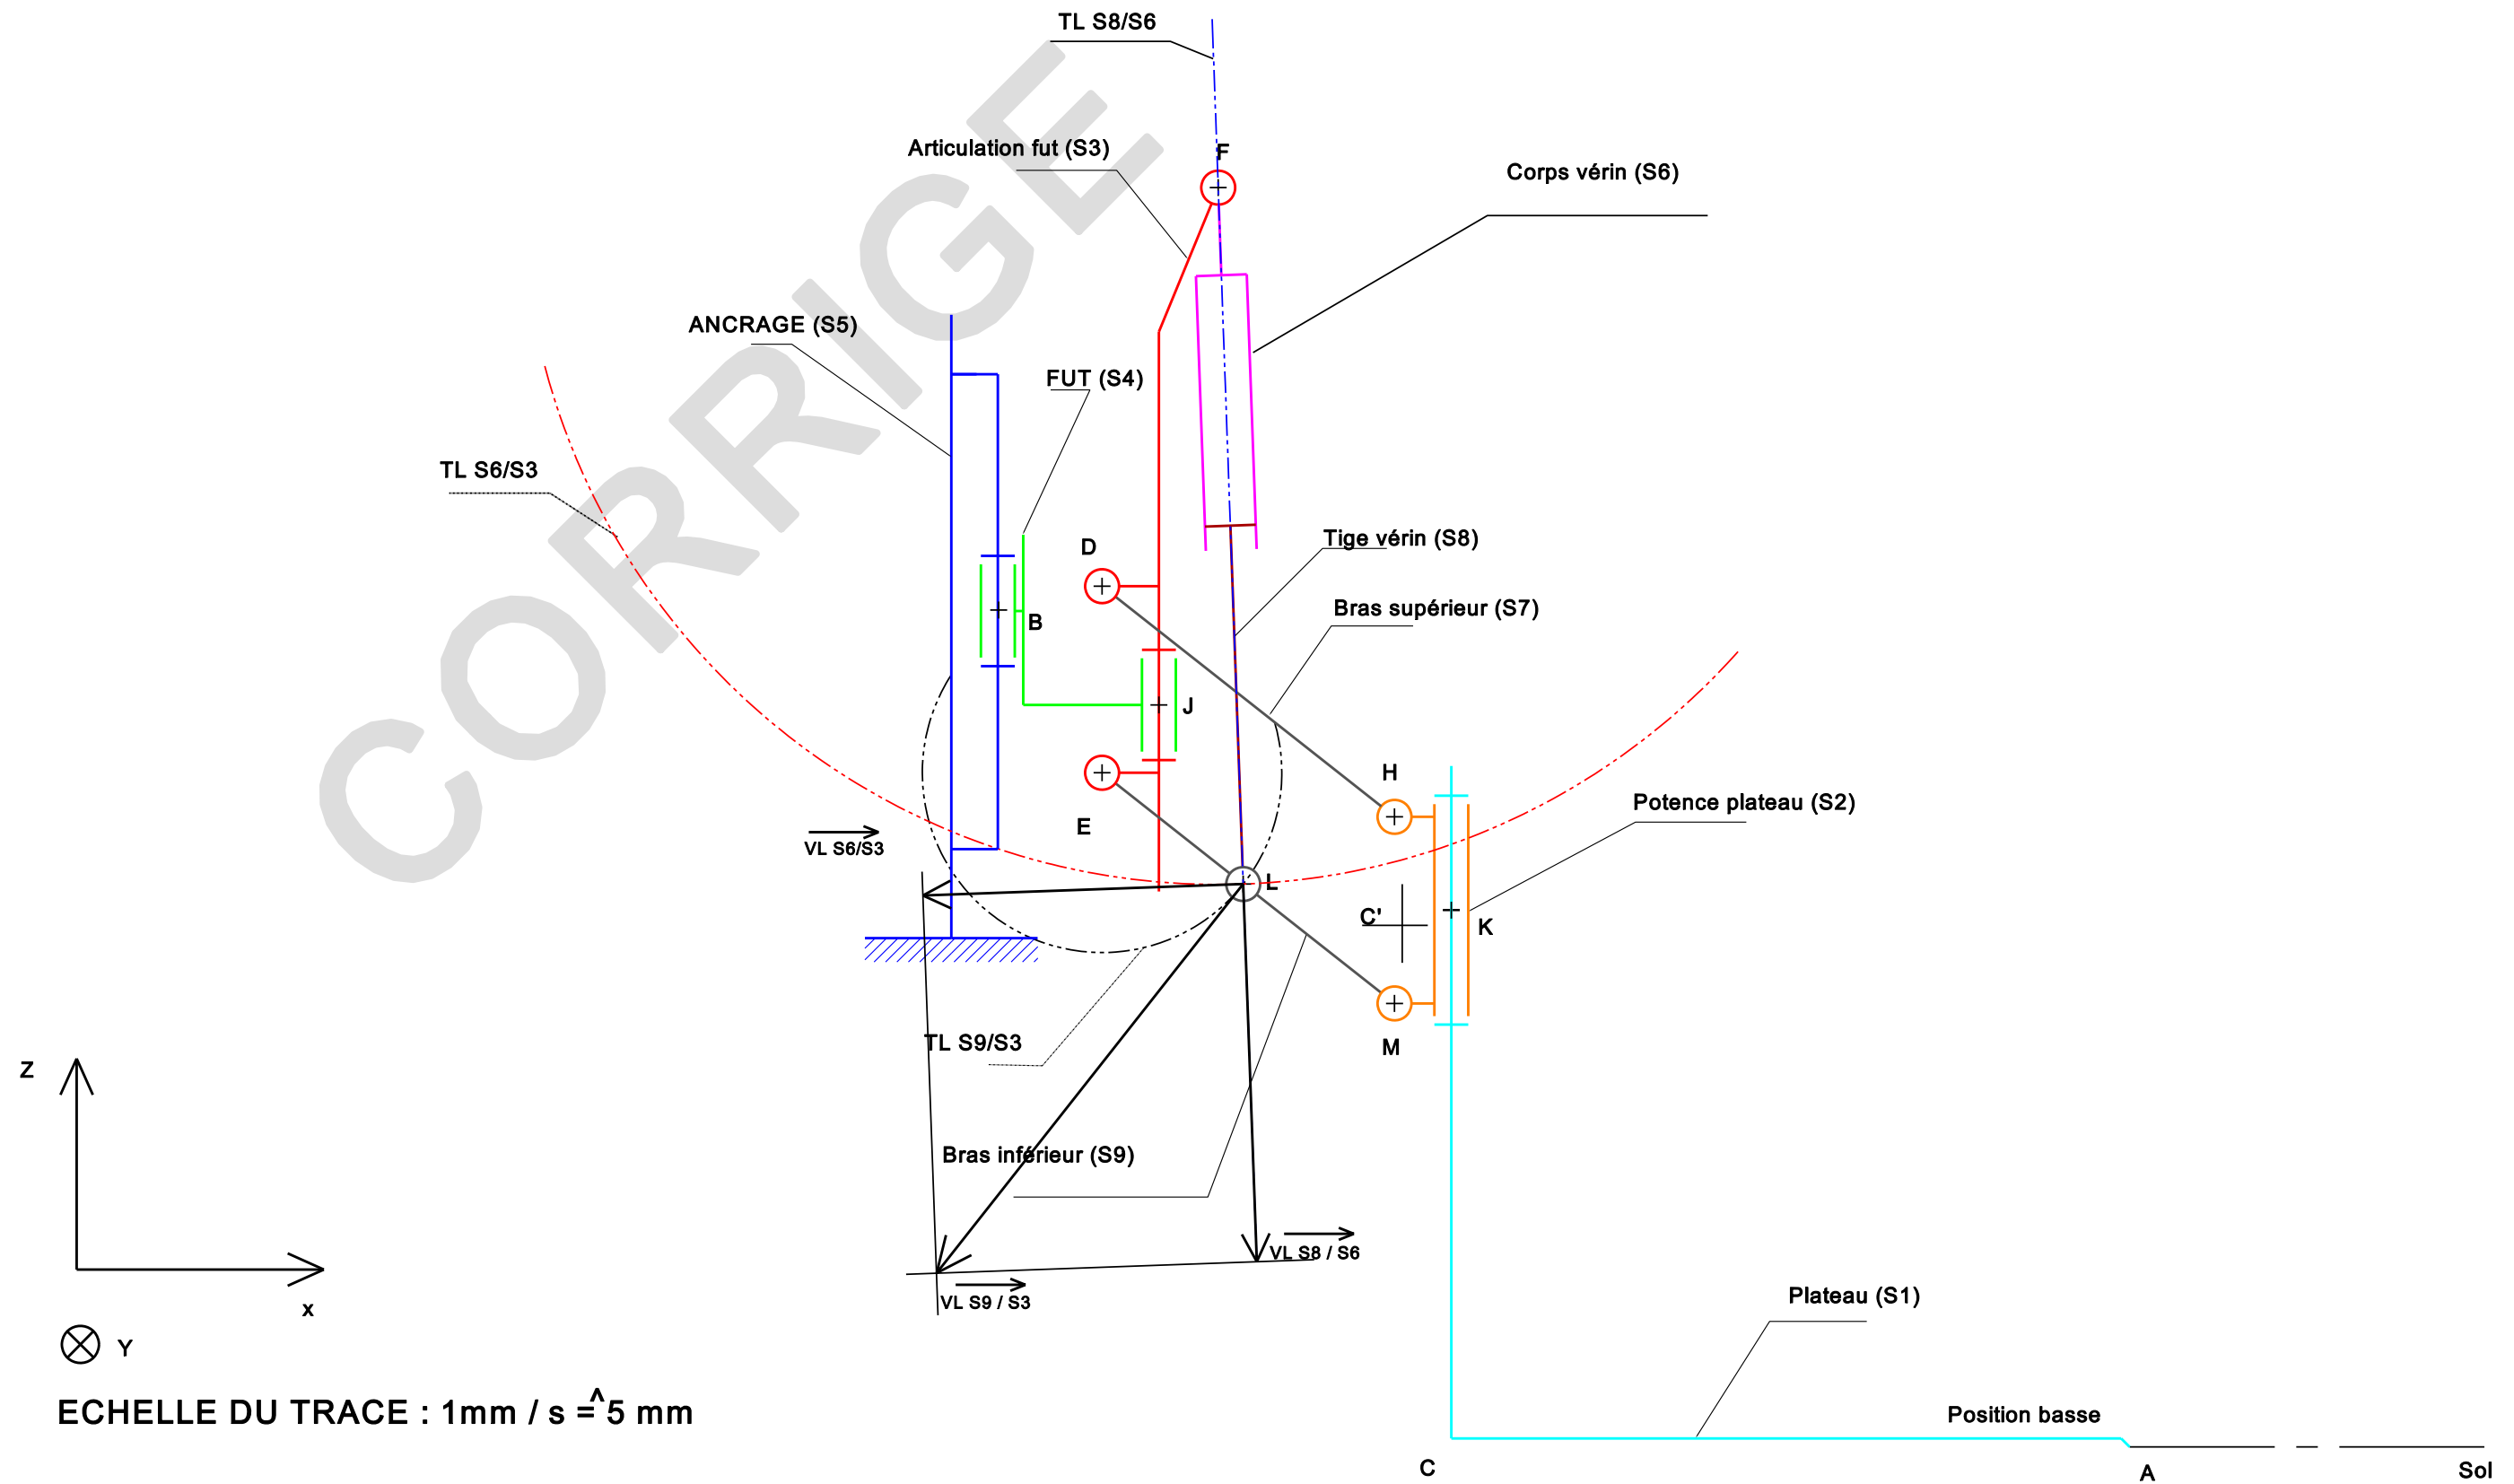 TL S8/S6
Articulation fut (S3)
F
Corps vérin (S6)
ANCRAGE (S5)
FUT (S4)
TL S6/S3
D
Tige vérin (S8)
Bras supérieur (S7)
B
J
H
E
Potence plateau (S2)
VL S6/S3
L
C'
K
TL S9/S3
M
Z
Bras inférieur (S9)
VL S8 / S6
VL S9 / S3
x
Plateau (S1)
Y
ECHELLE DU TRACE : 1mm / s =^ 5 mm
Position basse
C
A
Sol
CORRIGE